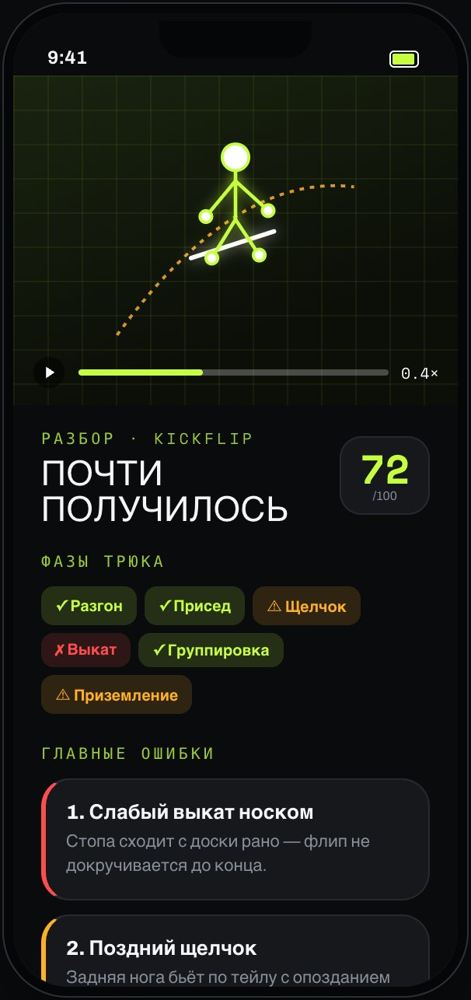 9:41
0.4×
РАЗБОР · KICKFLIP
ПОЧТИ
ПОЛУЧИЛОСЬ
72
/100
ФАЗЫ ТРЮКА
✓Разгон ✓Присед ⚠ Щелчок
✗Выкат ✓Группировка
⚠ Приземление
ГЛАВНЫЕ ОШИБКИ
1. Слабый выкат носком
Стопа сходит с доски рано — флип не
докручивается до конца.
2. Поздний щелчок
Задняя нога бьёт по тейлу с опозданием